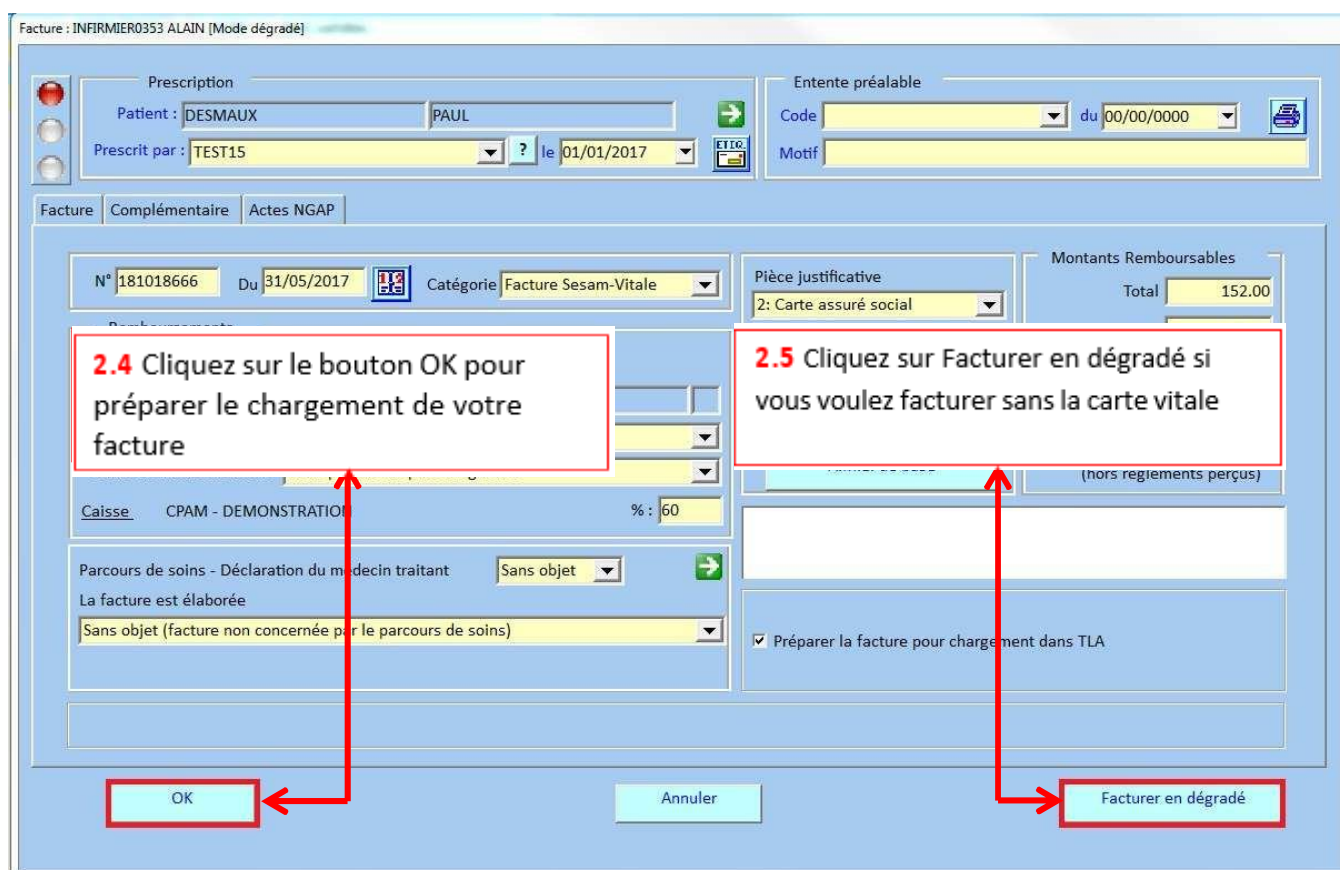 Facture : INFIRMIER0353 ALAIN [Mode dégradé]
Prescription
Patient : DESMAUX PAUL
Prescrit par : TEST15 ? le 01/01/2017 ETIQ.
Entente préalable
Code du 00/00/0000
Motif
Facture Complémentaire Actes NGAP
N° 181018666 Du 31/05/2017 Catégorie Facture Sesam-Vitale
Pièce justificative
2: Carte assuré social
Montants Remboursables
Total 152.00
2.4 Cliquez sur le bouton OK pour
préparer le chargement de votre
facture
2.5 Cliquez sur Facturer en dégradé si
vous voulez facturer sans la carte vitale
(hors règlements perçus)
Caisse CPAM - DEMONSTRATION % : 60
Parcours de soins - Déclaration du médecin traitant Sans objet
La facture est élaborée
Sans objet (facture non concernée par le parcours de soins)
Préparer la facture pour chargement dans TLA
OK Annuler Facturer en dégradé